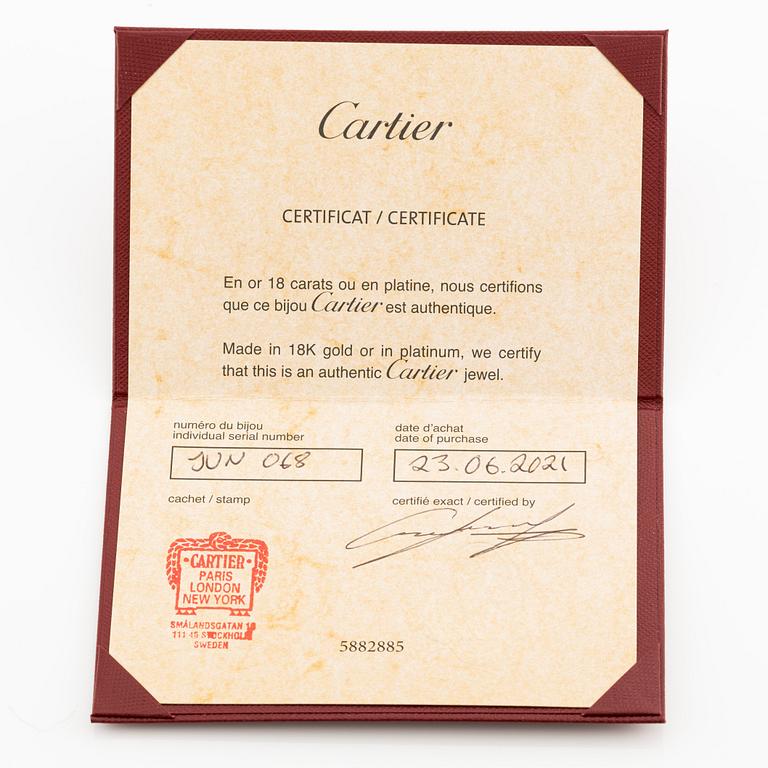 Cartier
CERTIFICAT / CERTIFICATE
En or 18 carats ou en platine, nous certifions
que ce bijou Cartier est authentique.
Made in 18K gold or in platinum, we certify
that this is an authentic Cartier jewel.
numéro du bijou
individual serial number
JUN 068
date d'achat
date of purchase
23.06.2021
cachet / stamp
certifié exact / certified by
CARTIER
PARIS
LONDON
NEW YORK
SMÅLANDSGATAN
111 46 STOCKHOLM
SWEDEN
5882885